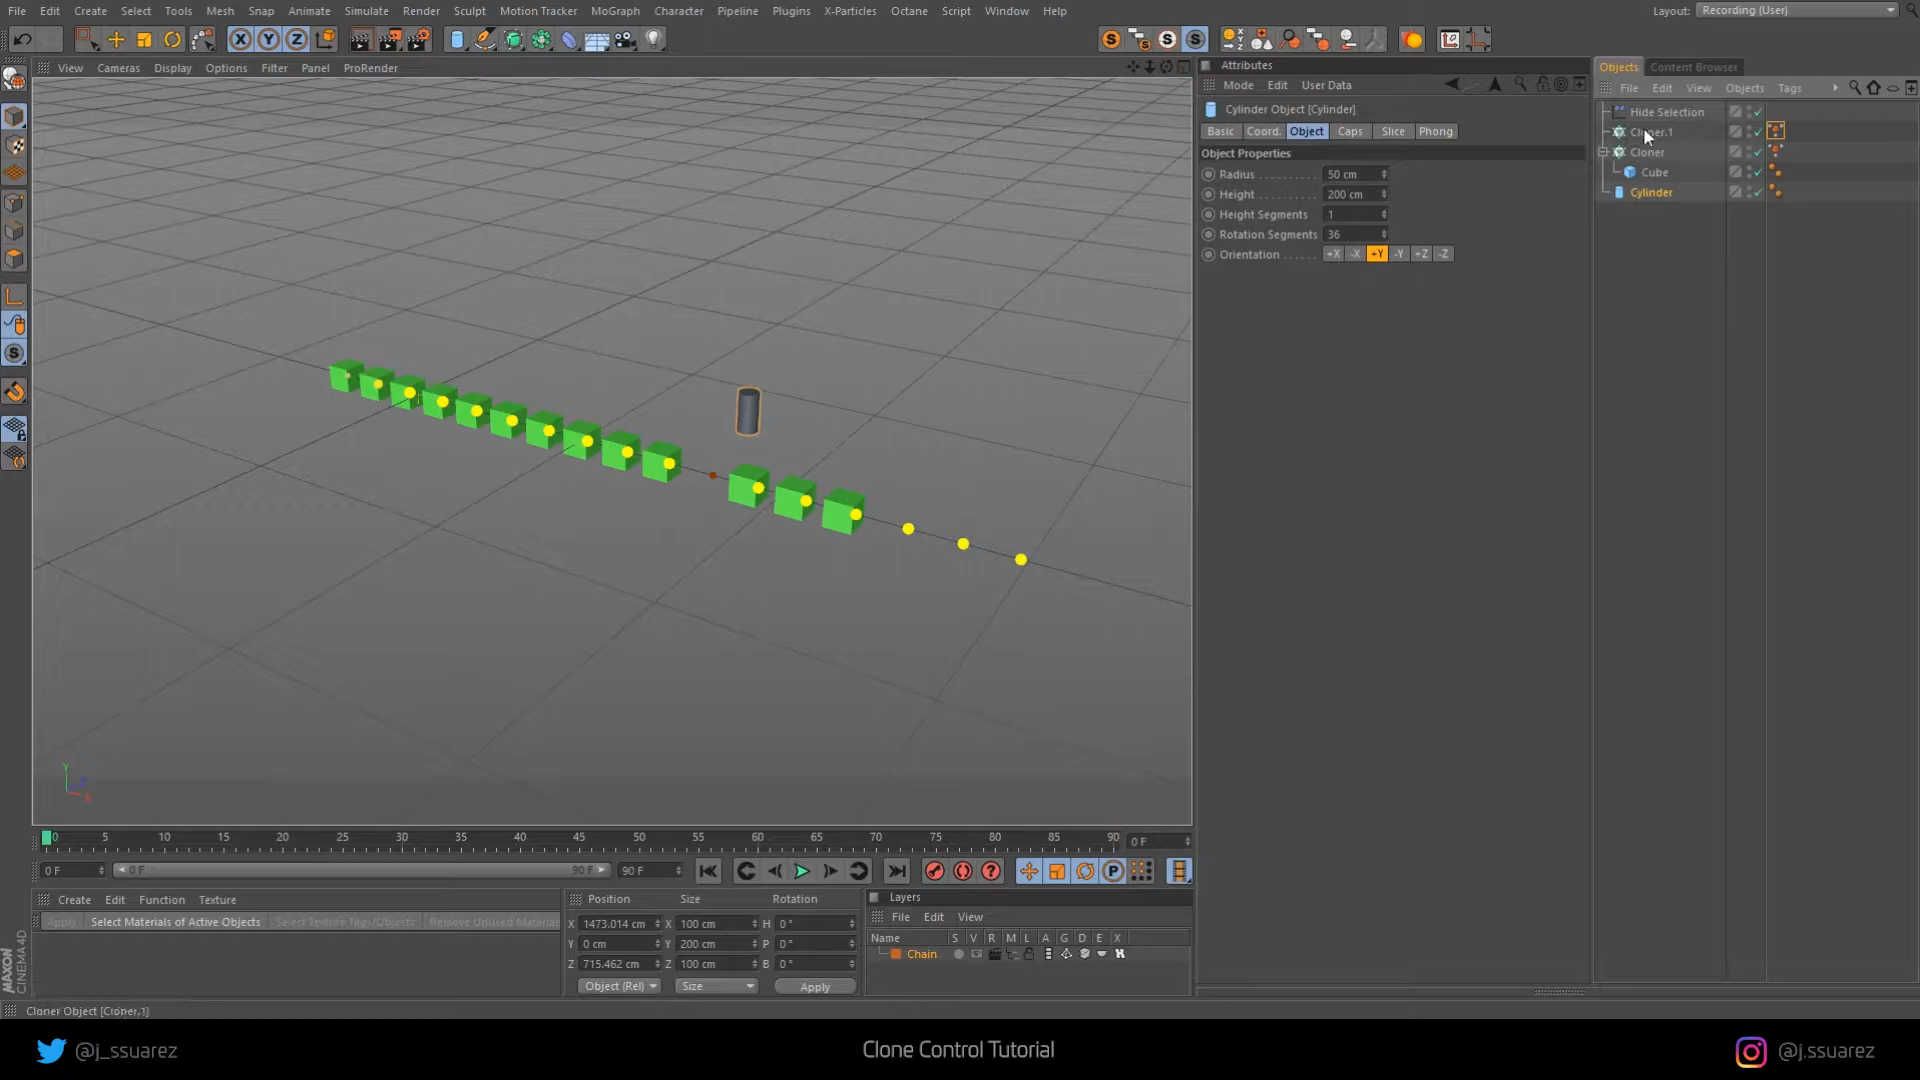 File Edit Create Select Tools Mesh Snap Animate Simulate Render Sculpt Motion Tracker MoGraph Character Pipeline Plugins X-Particles Octane Script Window Help Layout: Recording (User)
X Y Z
View Cameras Display Options Filter Panel ProRender
Attributes
Mode Edit User Data
Cylinder Object [Cylinder]
Basic Coord. Object Caps Slice Phong
Object Properties
Radius 50 cm
Height 200 cm
Height Segments 1
Rotation Segments 36
Orientation +X -X +Y -Y +Z -Z
Objects Content Browser
File Edit View Objects Tags
Hide Selection
Cloner.1
Cloner
Cube
Cylinder
Y
0 5 10 15 20 25 30 35 40 45 50 55 60 65 70 75 80 85 90 0 F
0 F 0 F 90 F 90 F
Create Edit Function Texture
Apply Select Materials of Active Objects Select Texture Tags/Objects Remove Unused Materials
Position Size Rotation
X 1473.014 cm X 100 cm H 0 °
Y 0 cm Y 200 cm P 0 °
Z 715.462 cm Z 100 cm B 0 °
Object (Rel) Size Apply
Layers
File Edit View
Name S V R M L A G D E X
Chain
MAXON
CINEMA 4D
Cloner Object [Cloner.1]
@j_ssuarez
Clone Control Tutorial
@j.ssuarez